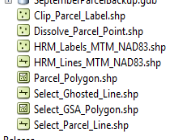 SeptemberParcelBackup.gdb
Clip_Parcel_Label.shp
Dissolve_Parcel_Point.shp
HRM_Labels_MTM_NAD83.shp
HRM_Lines_MTM_NAD83.shp
Parcel_Polygon.shp
Select_Ghosted_Line.shp
Select_GSA_Polygon.shp
Select_Parcel_Line.shp